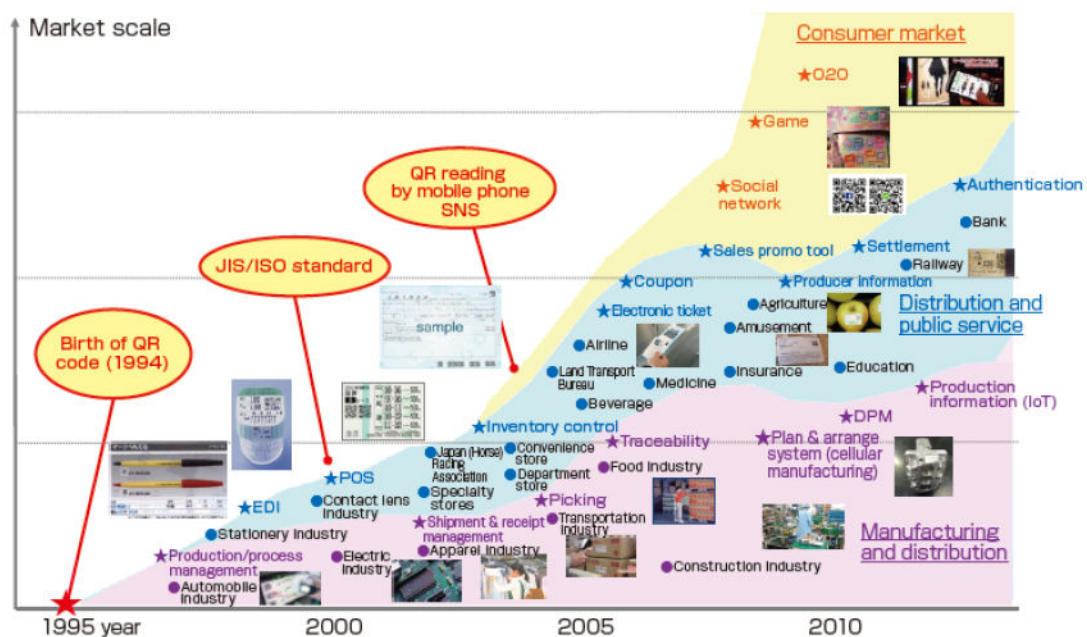 Market scale
Consumer market
★O2O
★Game
QR reading
by mobile phone
SNS
★Social
network
★Authentication
●Bank
JIS/ISO standard
★Sales promo tool
★Settlement
●Railway
★Coupon
★Producer information
sample
★Electronic ticket
●Agriculture
Distribution and
public service
Birth of QR
code (1994)
●Amusement
●Airline
●Land Transport
Bureau
●Medicine
●Insurance
●Education
●Beverage
★Production
information (IoT)
★Inventory control
★DPM
★Traceability
★Plan & arrange
system (cellular
manufacturing)
●Japan (Horse)
Racing
Association
●Convenience
store
●Food industry
★POS
●Department
store
●Specialty
stores
★EDI
●Contact lens
industry
★Picking
●Stationery industry
★Shipment & receipt
management
●Transportation
industry
Manufacturing
and distribution
★Production/process
management
●Electric
industry
●Apparel industry
●Construction industry
●Automobile
industry
1995 year
2000
2005
2010